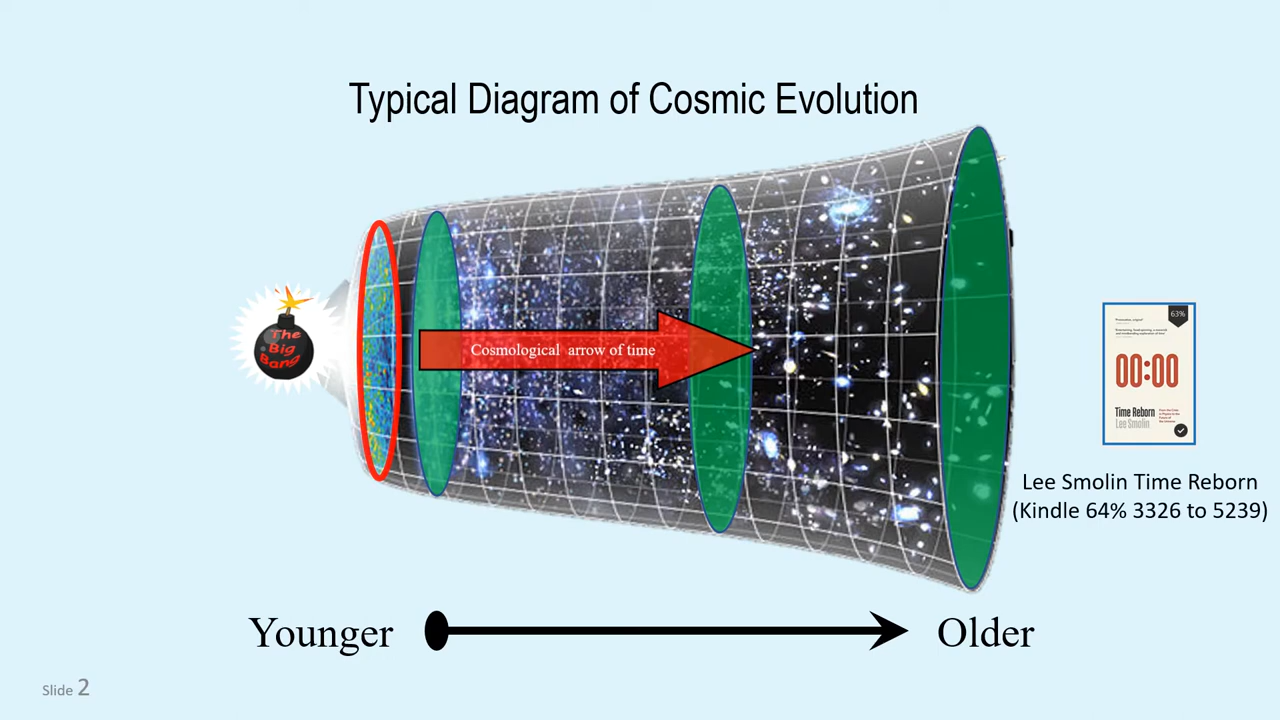 Typical Diagram of Cosmic Evolution
The
Big
Bang
Cosmological arrow of time
63%
00:00
Time Reborn
Lee Smolin
Lee Smolin Time Reborn
(Kindle 64% 3326 to 5239)
Younger
Older
Slide 2